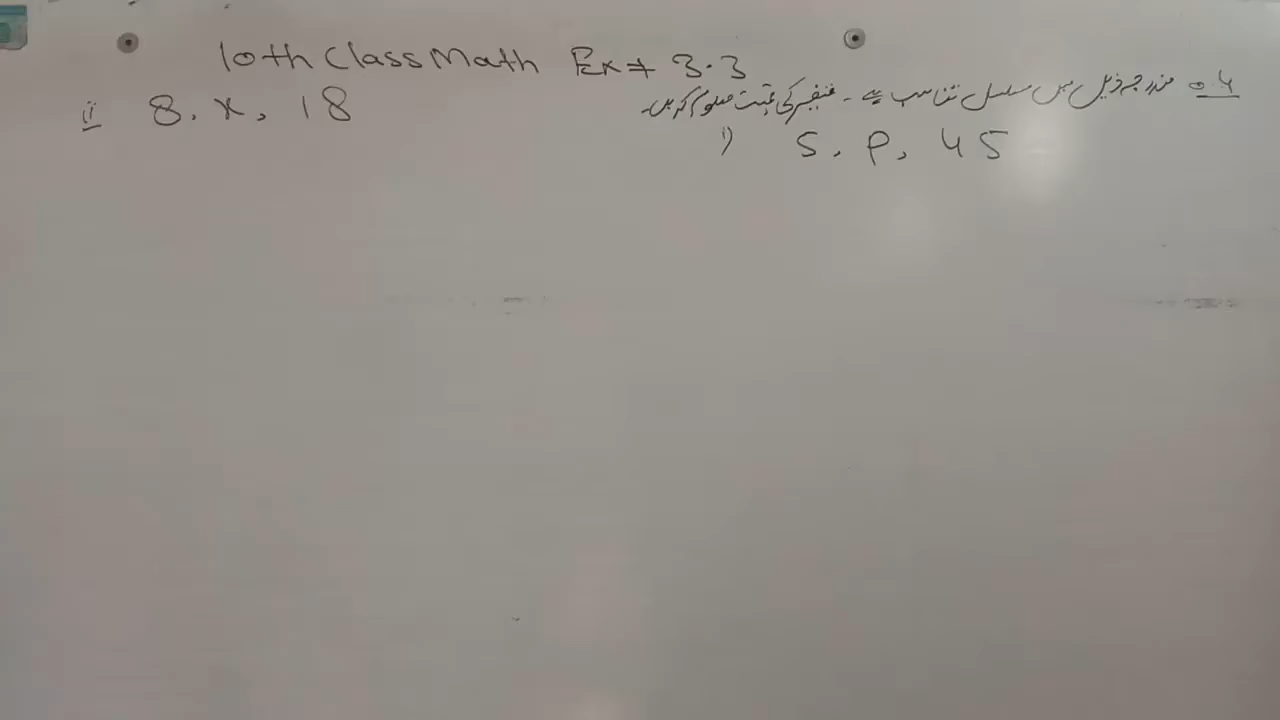 10th Class Math Ex # 3.3
4. مندرجہ ذیل میں مسلسل تناسب ہے۔ متغیر کی قیمت معلوم کریں۔
i) 5, p, 45
ii 8, x, 18